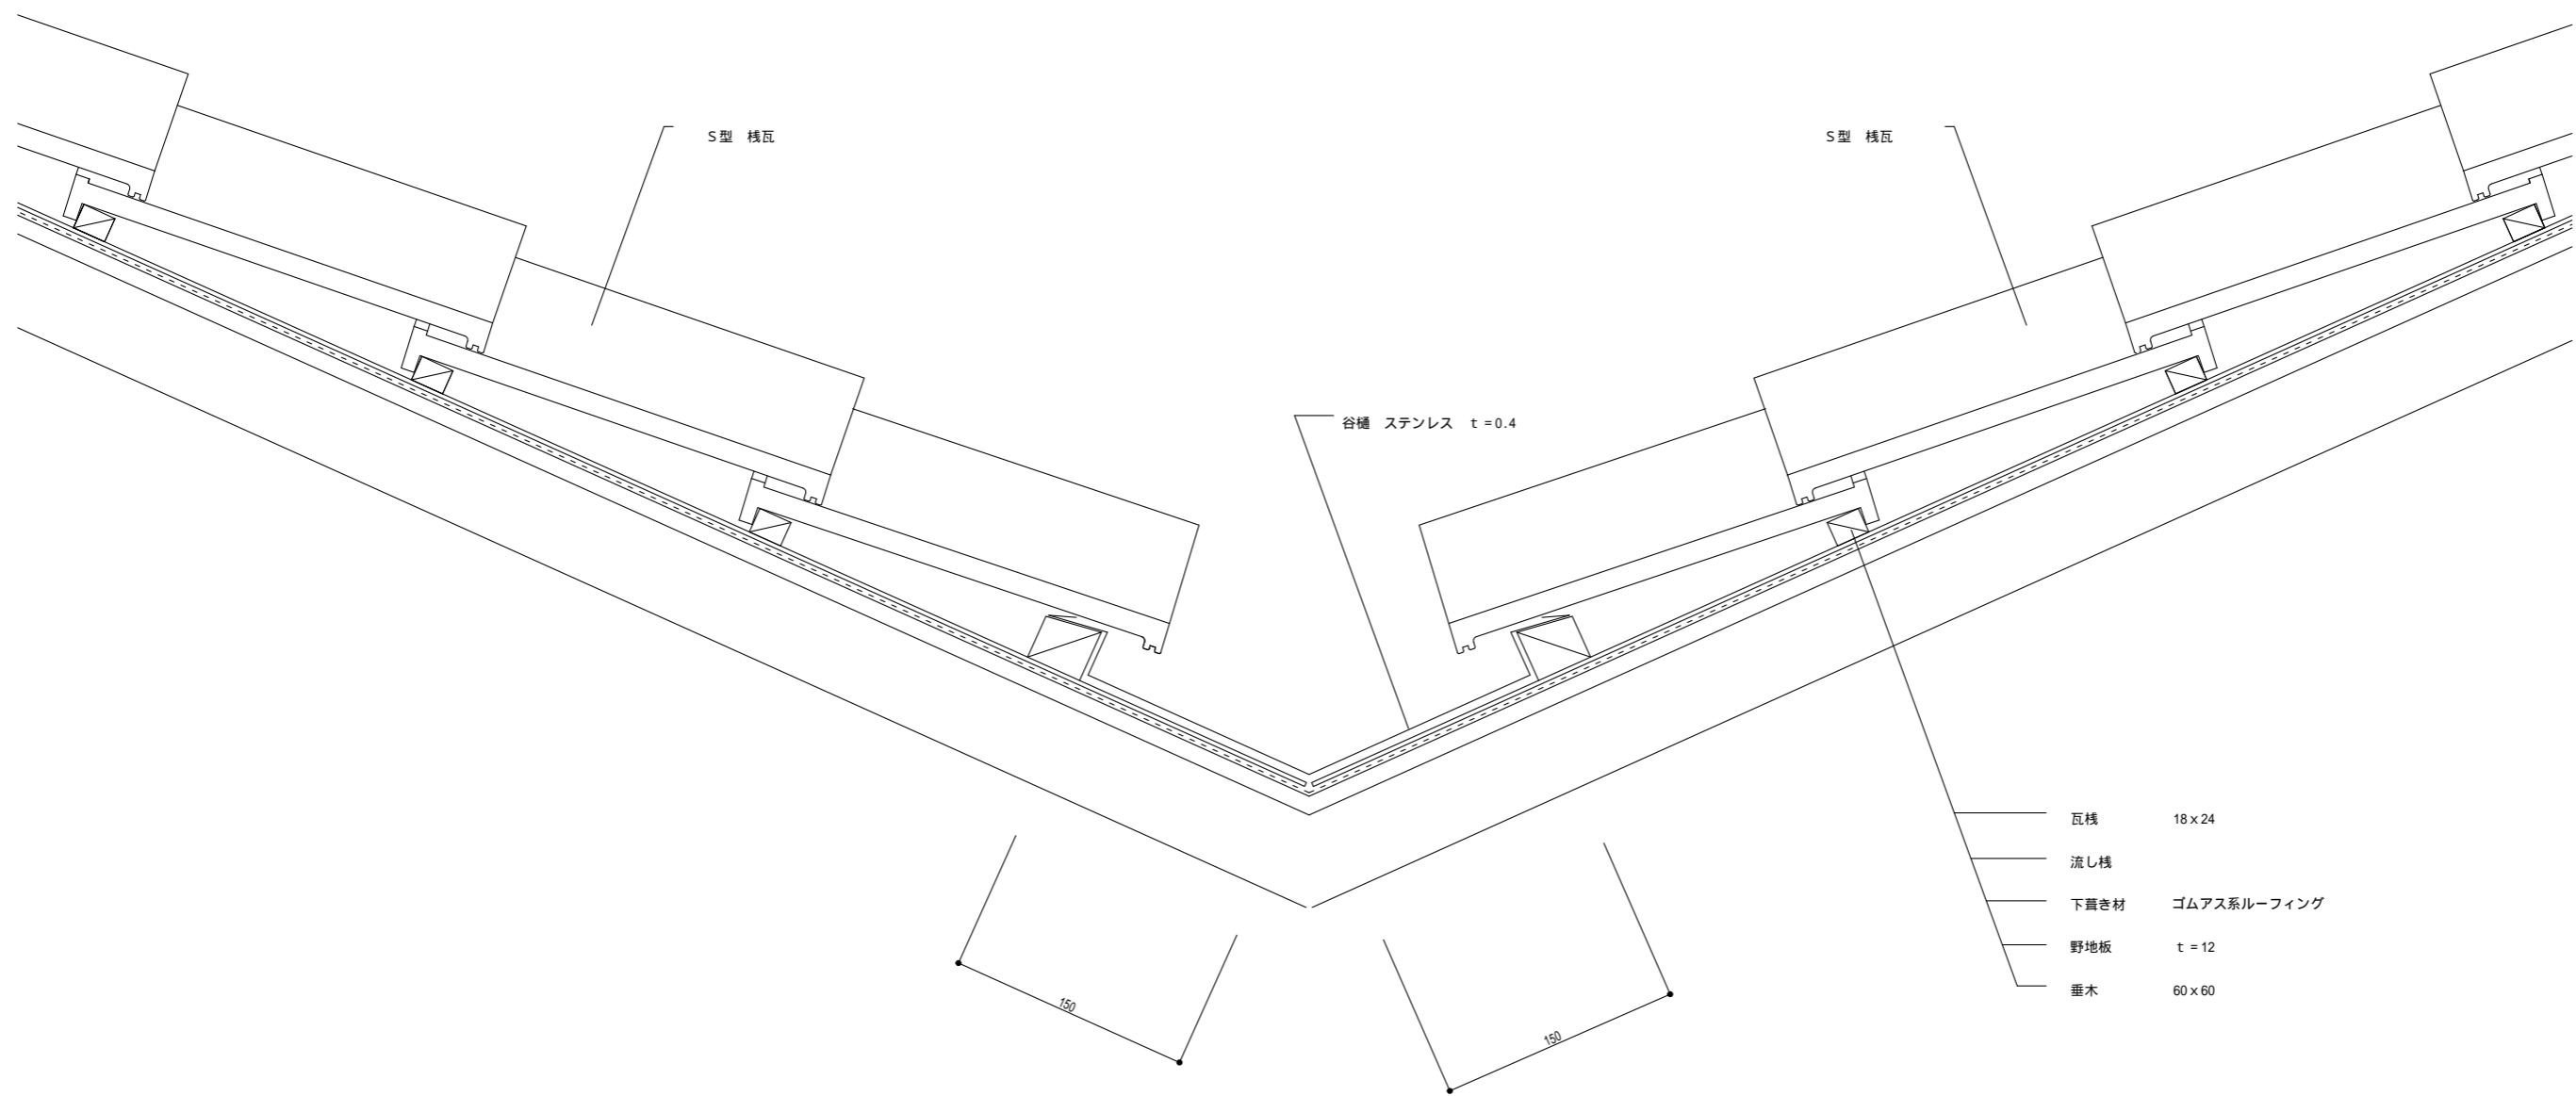 S型 桟瓦
S型 桟瓦
谷樋 ステンレス t=0.4
瓦桟 18x24
流し桟
下葺き材 ゴムアス系ルーフィング
野地板 t=12
垂木 60x60
150
150